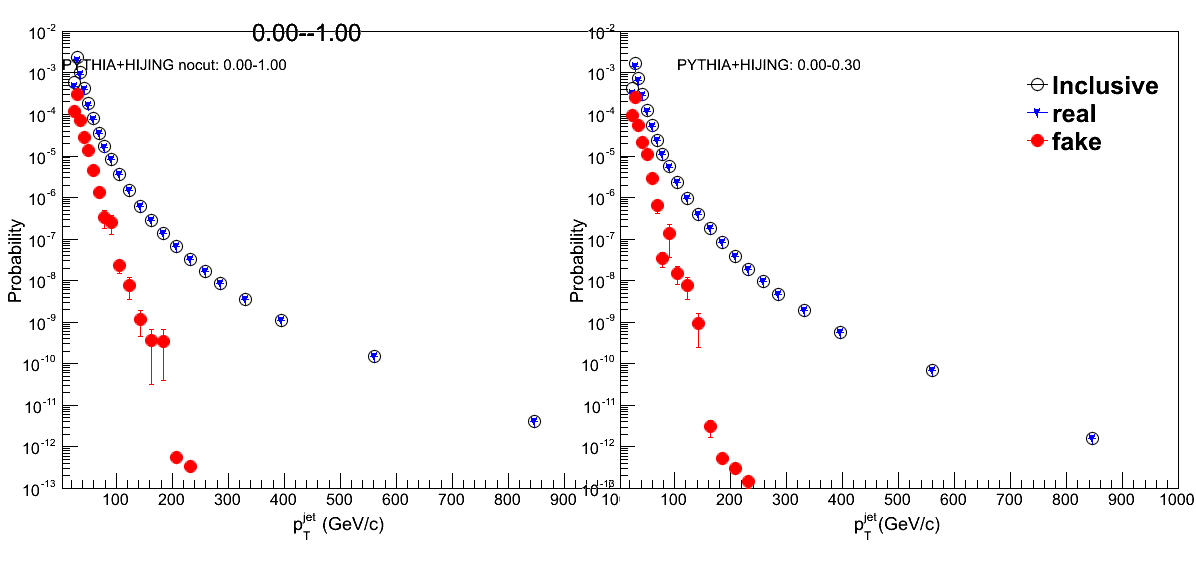 0.00--1.00
PYTHIA+HIJING nocut: 0.00-1.00
10^-2
10^-3
10^-4
10^-5
10^-6
10^-7
10^-8
10^-9
10^-10
10^-11
10^-12
10^-13
Probability
100 200 300 400 500 600 700 800 900 10
p_T^jet (GeV/c)
PYTHIA+HIJING: 0.00-0.30
Inclusive
real
fake
10^-2
10^-3
10^-4
10^-5
10^-6
10^-7
10^-8
10^-9
10^-10
10^-11
10^-12
10^-13
Probability
100 200 300 400 500 600 700 800 900 1000
p_T^jet (GeV/c)